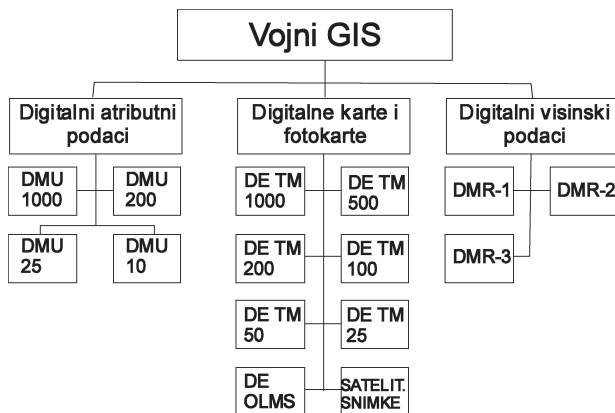 Vojni GIS
Digitalni atributni
podaci
DMU
1000
DMU
200
DMU
25
DMU
10
Digitalne karte i
fotokarte
DE TM
1000
DE TM
500
DE TM
200
DE TM
100
DE TM
50
DE TM
25
DE
OLMS
SATELIT.
SNIMKE
Digitalni visinski
podaci
DMR-1
DMR-2
DMR-3